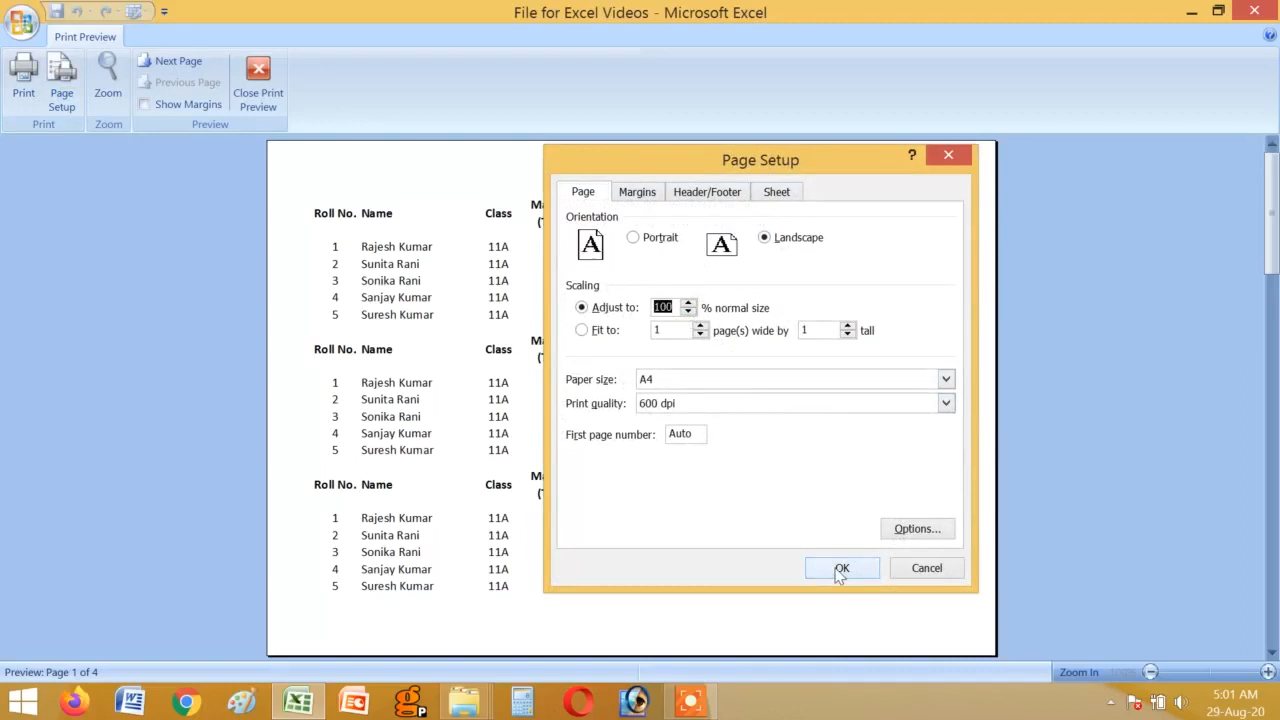 File for Excel Videos - Microsoft Excel
Print Preview
Print
Page Setup
Zoom
Next Page
Previous Page
Show Margins
Close Print Preview
Print
Zoom
Preview
Roll No. Name Class
1 Rajesh Kumar 11A
2 Sunita Rani 11A
3 Sonika Rani 11A
4 Sanjay Kumar 11A
5 Suresh Kumar 11A
Roll No. Name Class
1 Rajesh Kumar 11A
2 Sunita Rani 11A
3 Sonika Rani 11A
4 Sanjay Kumar 11A
5 Suresh Kumar 11A
Roll No. Name Class
1 Rajesh Kumar 11A
2 Sunita Rani 11A
3 Sonika Rani 11A
4 Sanjay Kumar 11A
5 Suresh Kumar 11A
Page Setup
Page Margins Header/Footer Sheet
Orientation
A Portrait A Landscape
Scaling
Adjust to: 100 % normal size
Fit to: 1 page(s) wide by 1 tall
Paper size: A4
Print quality: 600 dpi
First page number: Auto
Options...
OK Cancel
Preview: Page 1 of 4
Zoom In
5:01 AM
29-Aug-20